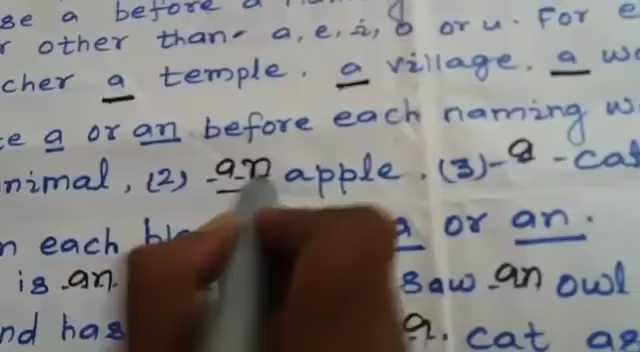 se a before a
other than a, e, i, o or u. For e
cher a temple. a village. a
e a or an before each naming w
nimal, (2) an apple. (3) - a - cat
n each a or an.
is an. saw an owl
nd has a. cat as